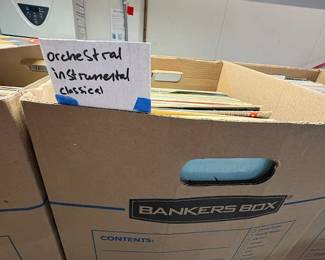 orchestral
instrumental
classical
BANKERS BOX
CONTENTS: